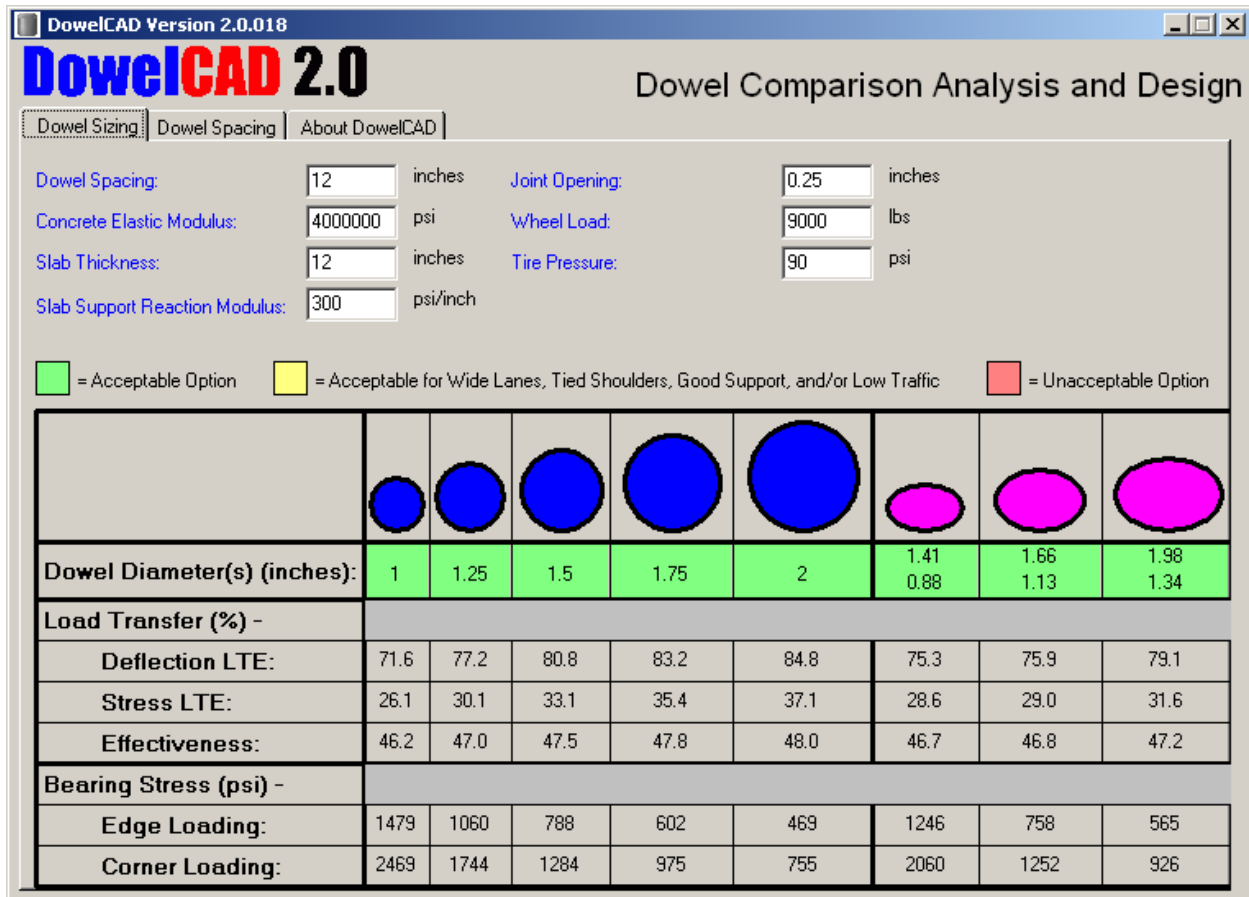 DowelCAD Version 2.0.018
DowelCAD 2.0
Dowel Comparison Analysis and Design
Dowel Sizing Dowel Spacing About DowelCAD
Dowel Spacing: 12 inches Joint Opening: 0.25 inches
Concrete Elastic Modulus: 4000000 psi Wheel Load: 9000 lbs
Slab Thickness: 12 inches Tire Pressure: 90 psi
Slab Support Reaction Modulus: 300 psi/inch
= Acceptable Option = Acceptable for Wide Lanes, Tied Shoulders, Good Support, and/or Low Traffic = Unacceptable Option
Dowel Diameter(s) (inches): 1 1.25 1.5 1.75 2 1.41 1.66 1.98
0.88 1.13 1.34
Load Transfer (%) -
Deflection LTE: 71.6 77.2 80.8 83.2 84.8 75.3 75.9 79.1
Stress LTE: 26.1 30.1 33.1 35.4 37.1 28.6 29.0 31.6
Effectiveness: 46.2 47.0 47.5 47.8 48.0 46.7 46.8 47.2
Bearing Stress (psi) -
Edge Loading: 1479 1060 788 602 469 1246 758 565
Corner Loading: 2469 1744 1284 975 755 2060 1252 926